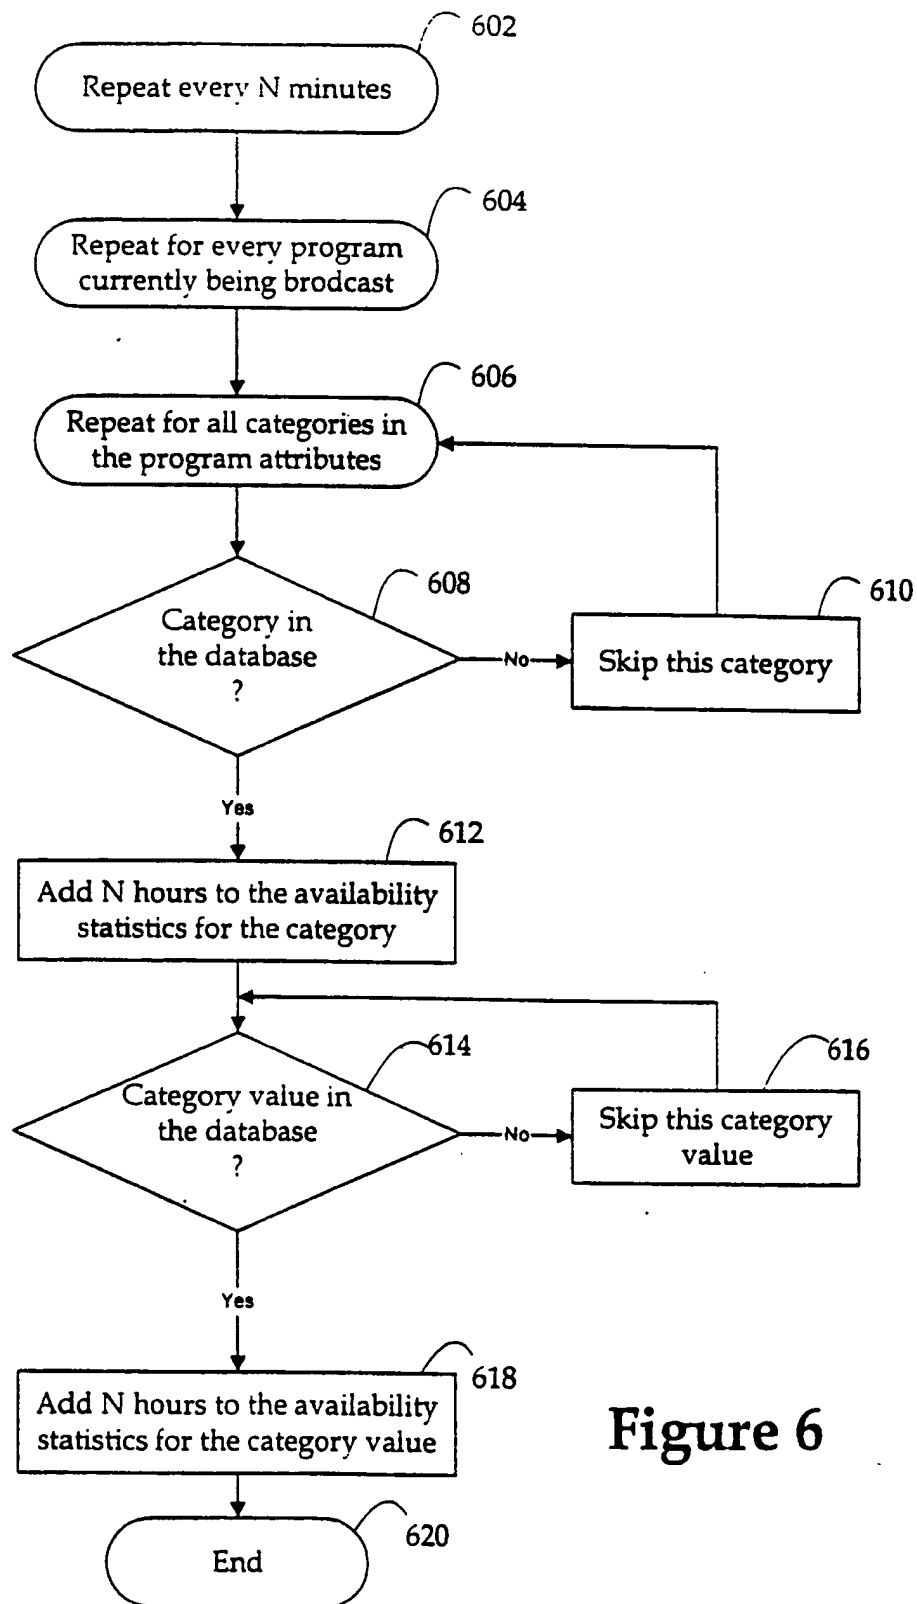 602
Repeat every N minutes
604
Repeat for every program
currently being brodcast
606
Repeat for all categories in
the program attributes
608
Category in
the database
?
No
610
Skip this category
Yes
612
Add N hours to the availability
statistics for the category
614
Category value in
the database
?
No
616
Skip this category
value
Yes
618
Add N hours to the availability
statistics for the category value
620
End
Figure 6